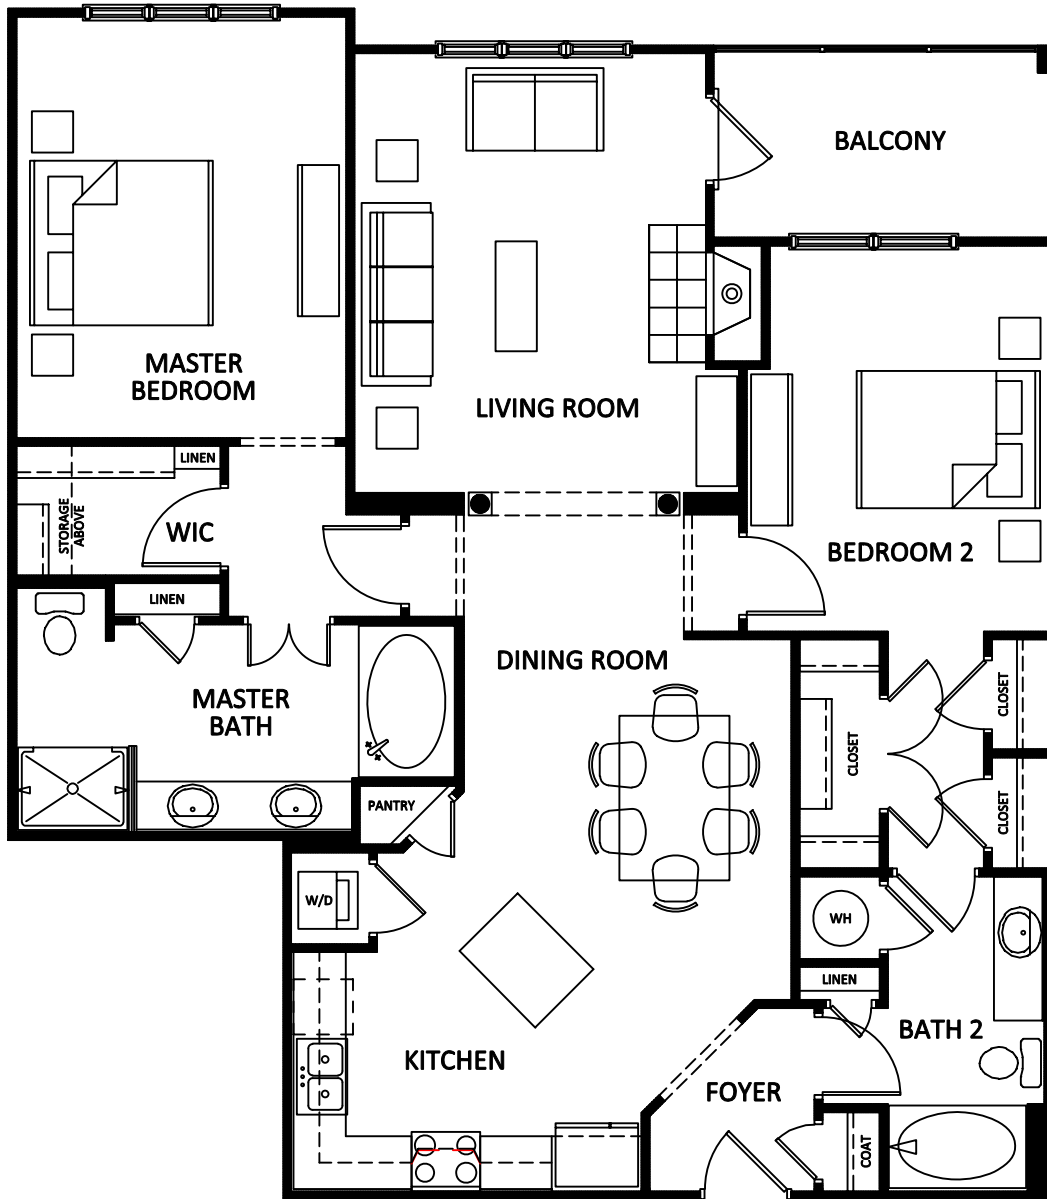 BALCONY
MASTER
BEDROOM
LIVING ROOM
LINEN
STORAGE
ABOVE
WIC
BEDROOM 2
LINEN
DINING ROOM
MASTER
BATH
CLOSET
CLOSET
PANTRY
CLOSET
W/D
WH
LINEN
BATH 2
KITCHEN
FOYER
COAT